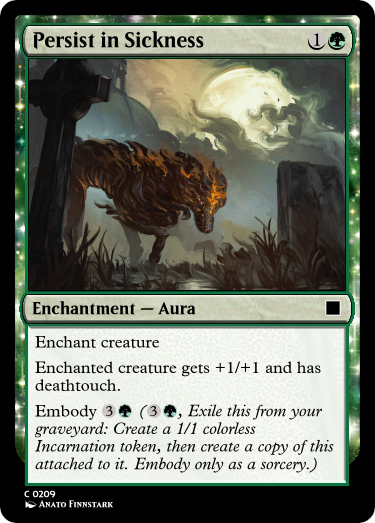 Persist in Sickness 1
Enchantment — Aura
Enchant creature
Enchanted creature gets +1/+1 and has
deathtouch.
Embody 3 (3, Exile this from your
graveyard: Create a 1/1 colorless
Incarnation token, then create a copy of this
attached to it. Embody only as a sorcery.)
C 0209
Anato Finnstark